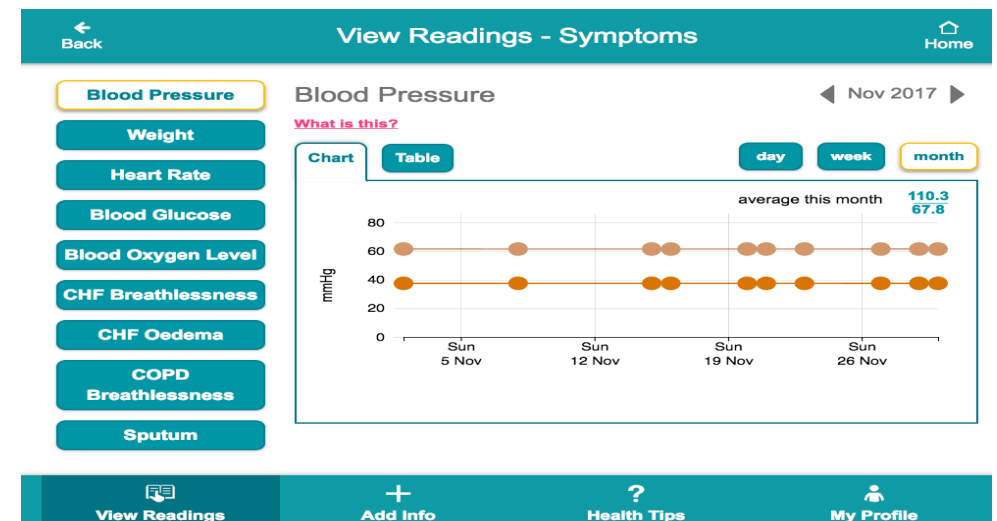 Back
View Readings - Symptoms
Home
Blood Pressure
Weight
Heart Rate
Blood Glucose
Blood Oxygen Level
CHF Breathlessness
CHF Oedema
COPD
Breathlessness
Sputum
Blood Pressure
Nov 2017
What is this?
Chart
Table
day
week
month
average this month
110.3
67.8
mmHg
80
60
40
20
0
Sun
5 Nov
Sun
12 Nov
Sun
19 Nov
Sun
26 Nov
View Readings
Add Info
Health Tips
My Profile